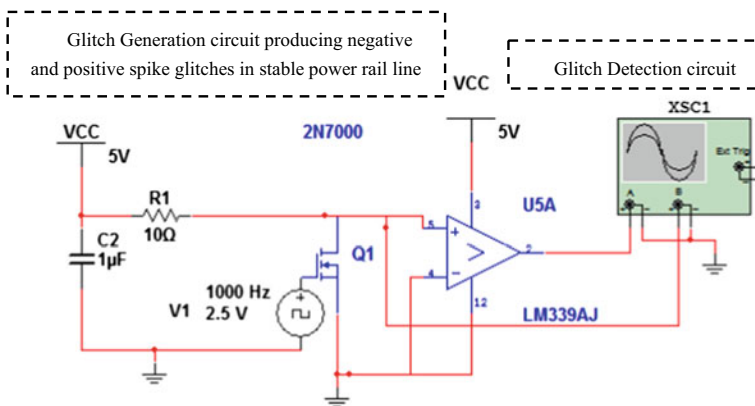 Glitch Generation circuit producing negative
and positive spike glitches in stable power rail line
Glitch Detection circuit
VCC
5V
2N7000
VCC
5V
XSC1
Ext Trig
A
B
R1
10Ω
C2
1µF
Q1
V1
1000 Hz
2.5 V
U5A
3
5
4
2
12
LM339AJ